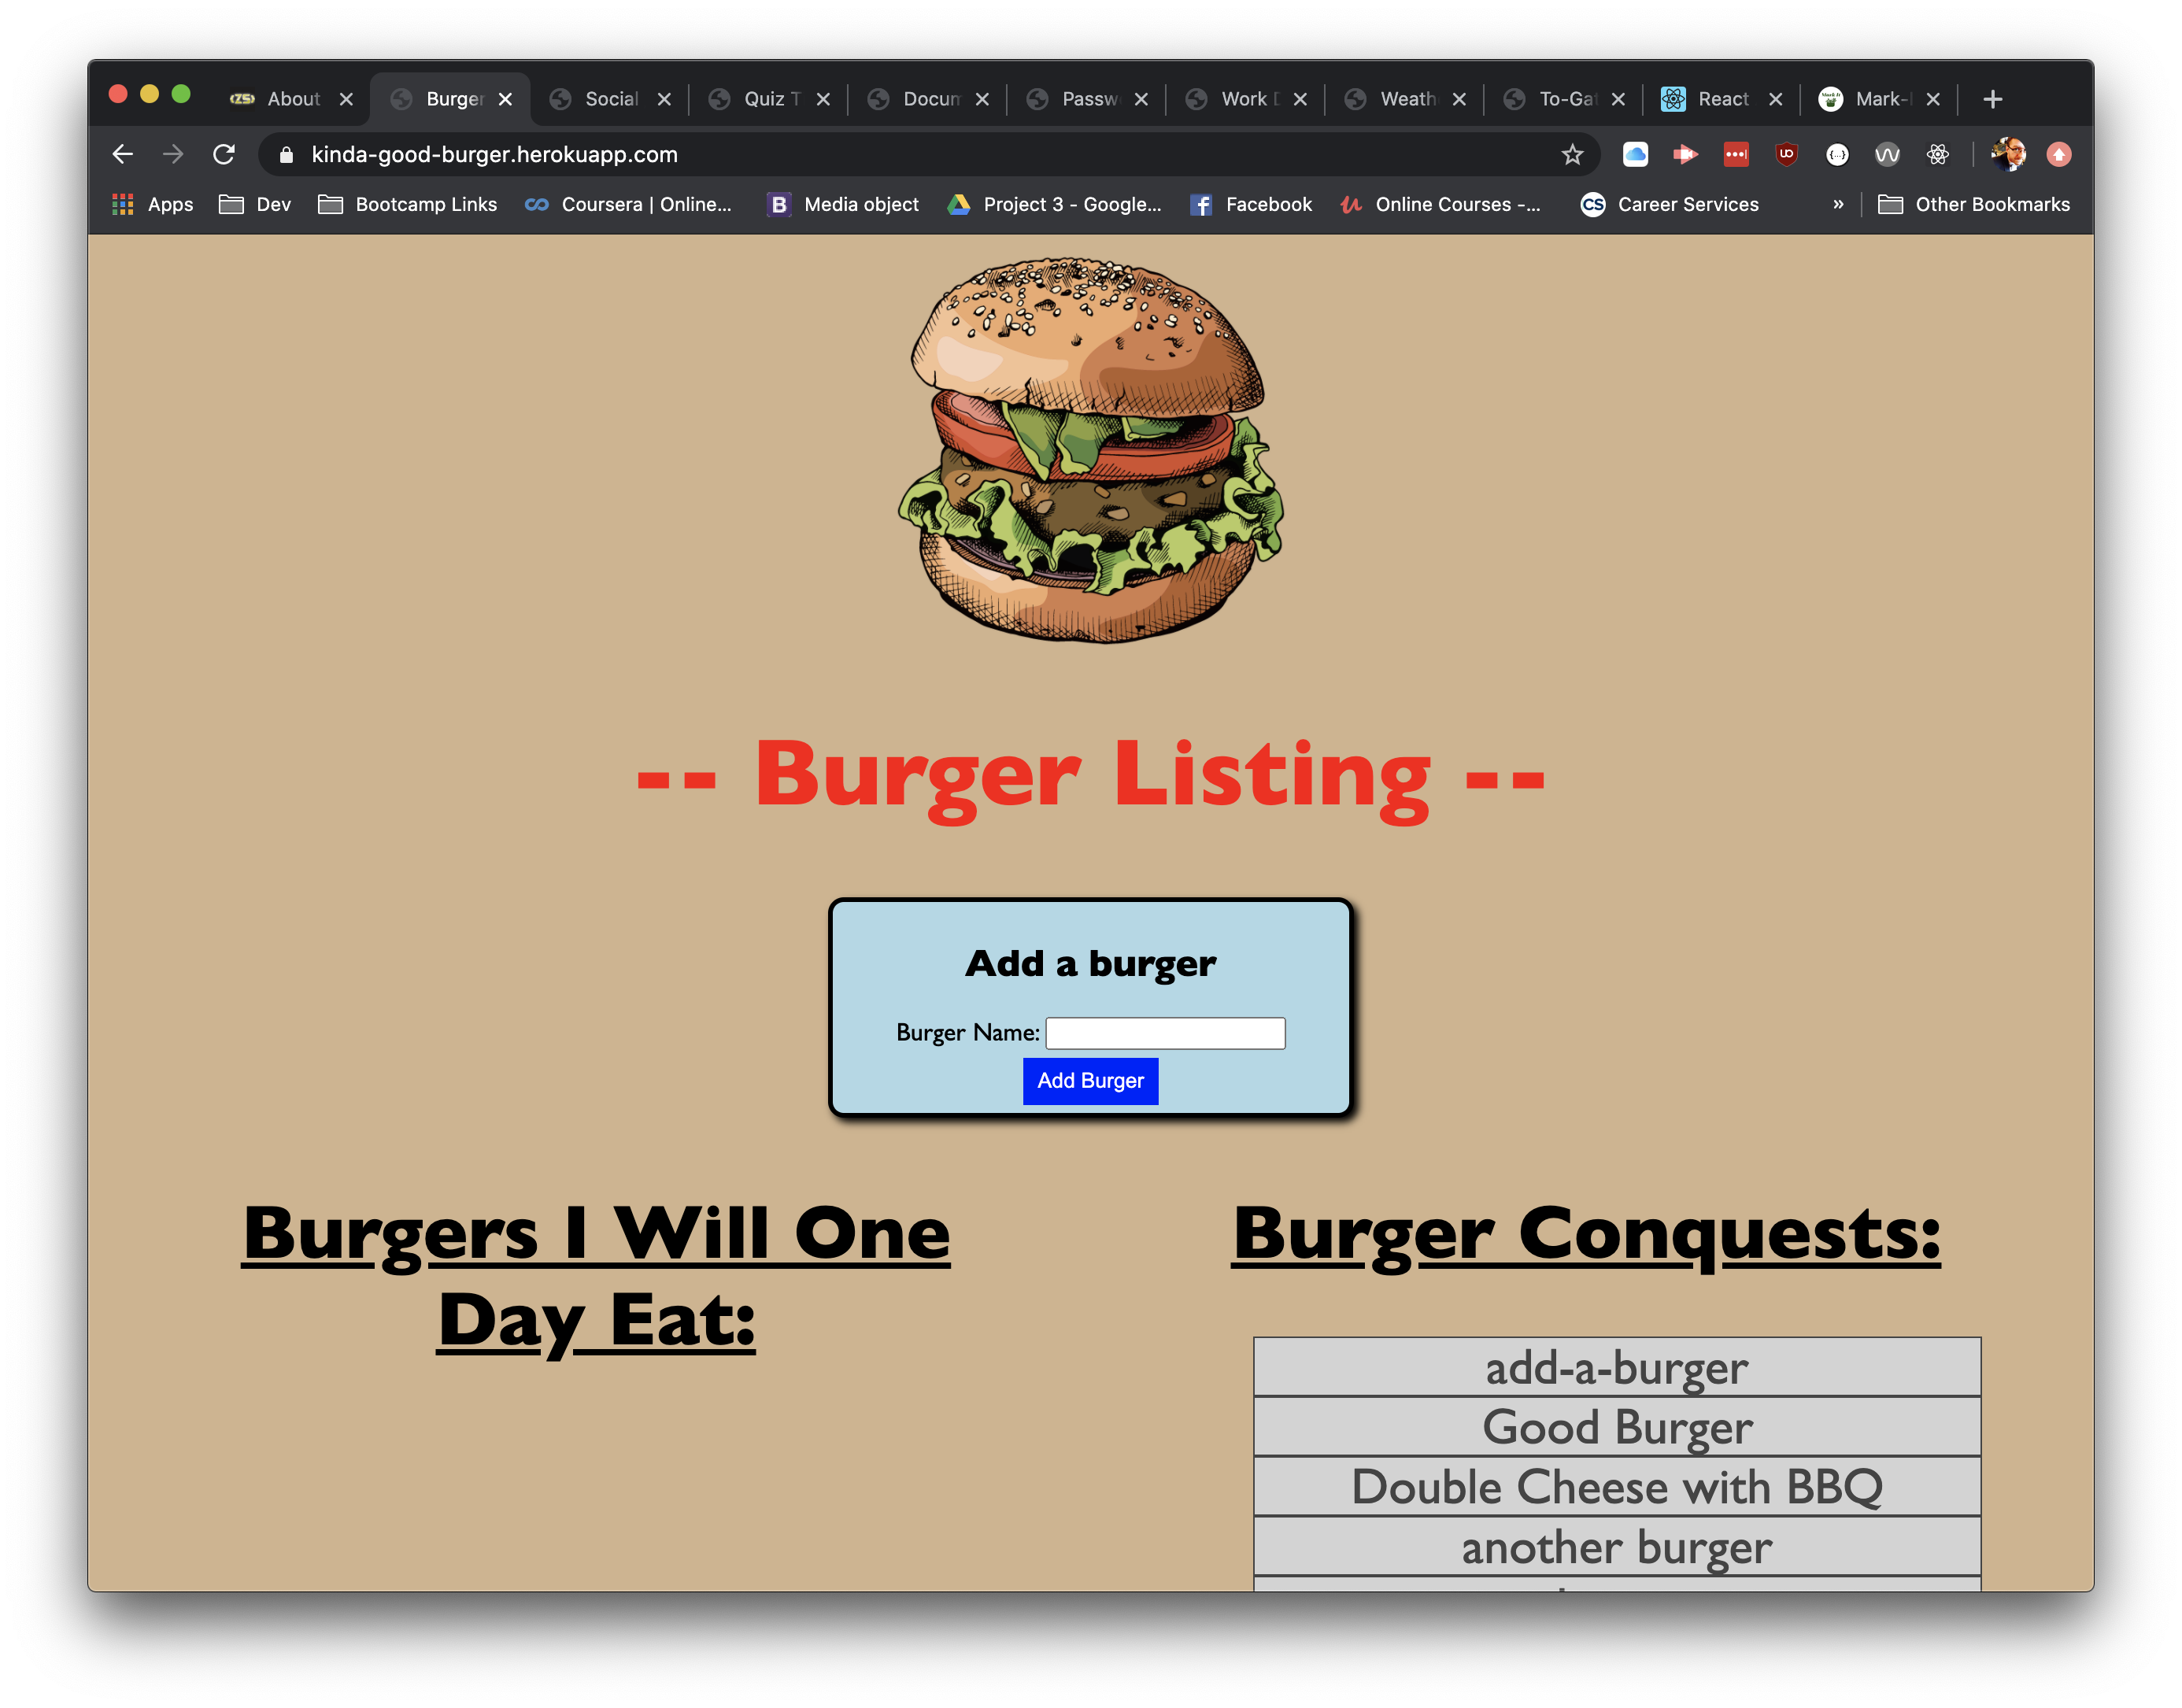 About
Burger
Social
Quiz T
Docum
Passw
Work D
Weath
To-Gat
React
Mark-
kinda-good-burger.herokuapp.com
Apps
Dev
Bootcamp Links
Coursera | Online...
Media object
Project 3 - Google...
Facebook
Online Courses -...
CS Career Services
»
Other Bookmarks
-- Burger Listing --
Add a burger
Burger Name:
Add Burger
Burgers I Will One
Day Eat:
Burger Conquests:
add-a-burger
Good Burger
Double Cheese with BBQ
another burger